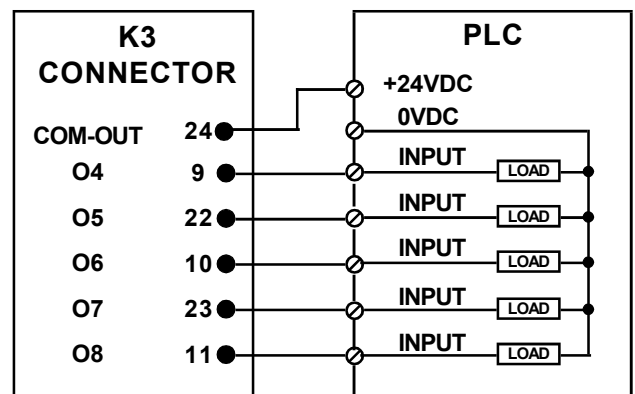 K3 CONNECTOR
PLC
+24VDC
0VDC
COM-OUT 24
O4 9 INPUT LOAD
O5 22 INPUT LOAD
O6 10 INPUT LOAD
O7 23 INPUT LOAD
O8 11 INPUT LOAD